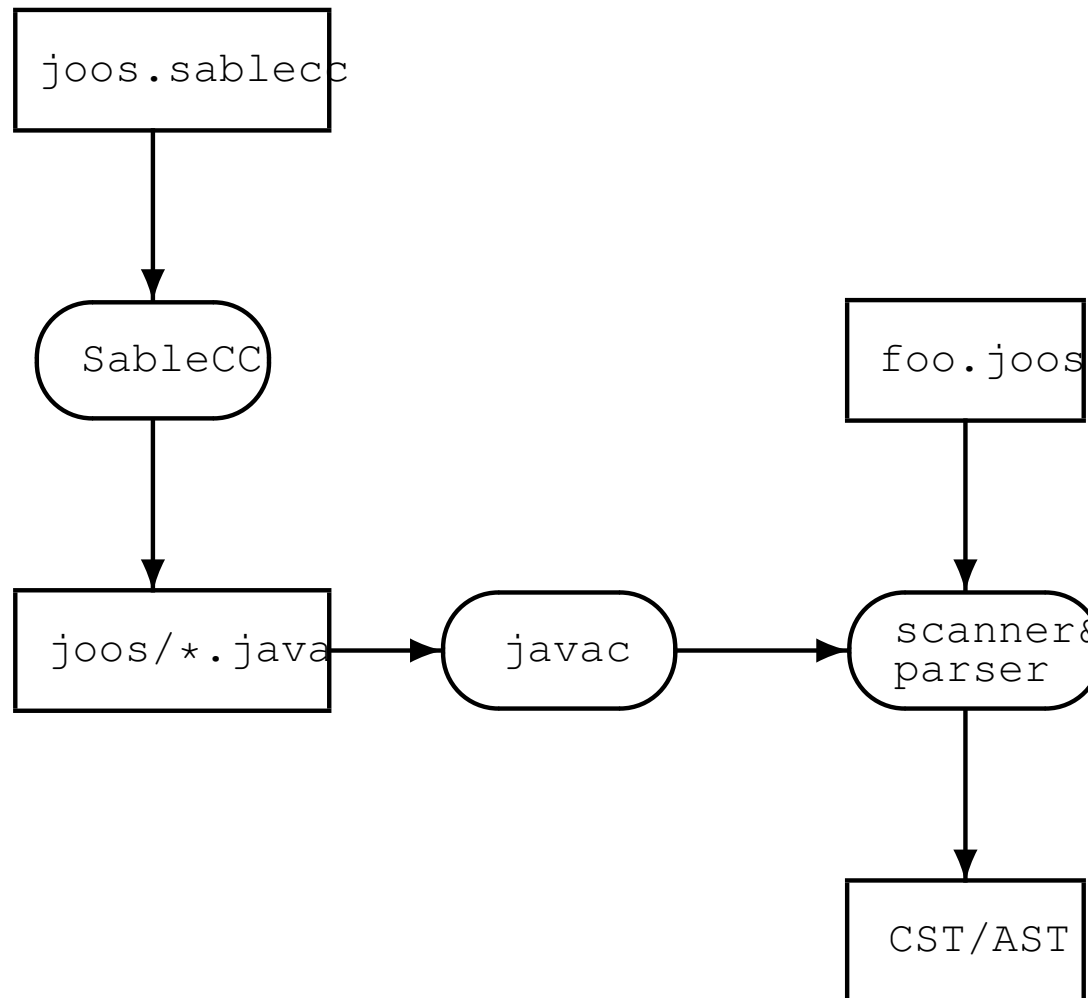 joos.sablecc
SableCC
foo.joos
joos/*.java
javac
scanner&
parser
CST/AST